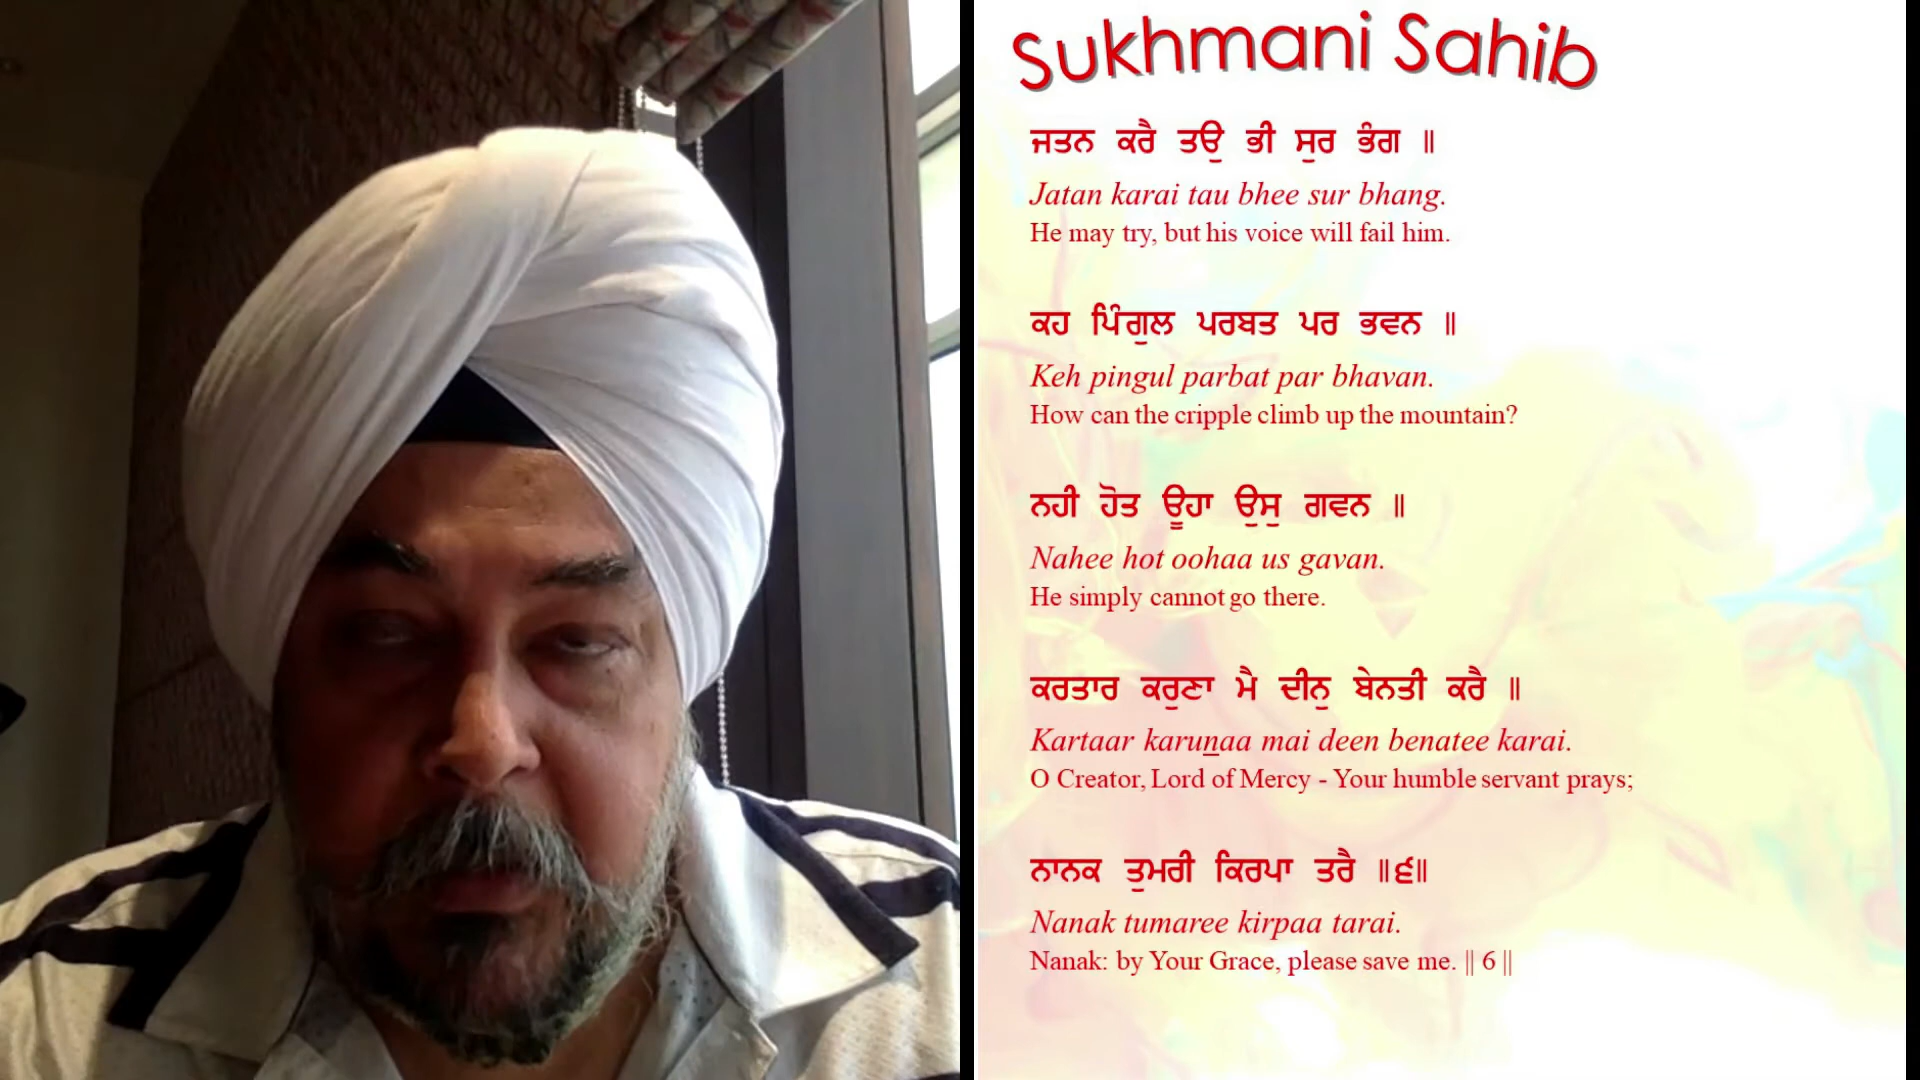 Sukhmani Sahib
ਜਤਨ ਕਰੈ ਤਉ ਭੀ ਸੁਰ ਭੰਗ ॥
Jatan karai tau bhee sur bhang.
He may try, but his voice will fail him.
ਕਹ ਪਿੰਗੁਲ ਪਰਬਤ ਪਰ ਭਵਨ ॥
Keh pingul parbat par bhavan.
How can the cripple climb up the mountain?
ਨਹੀ ਹੋਤ ਊਹਾ ਉਸੁ ਗਵਨ ॥
Nahee hot oohaa us gavan.
He simply cannot go there.
ਕਰਤਾਰ ਕਰੁਣਾ ਮੈ ਦੀਨੁ ਬੇਨਤੀ ਕਰੈ ॥
Kartaar karunaa mai deen benatee karai.
O Creator, Lord of Mercy - Your humble servant prays;
ਨਾਨਕ ਤੁਮਰੀ ਕਿਰਪਾ ਤਰੈ ॥੬॥
Nanak tumaree kirpaa tarai.
Nanak: by Your Grace, please save me. || 6 ||